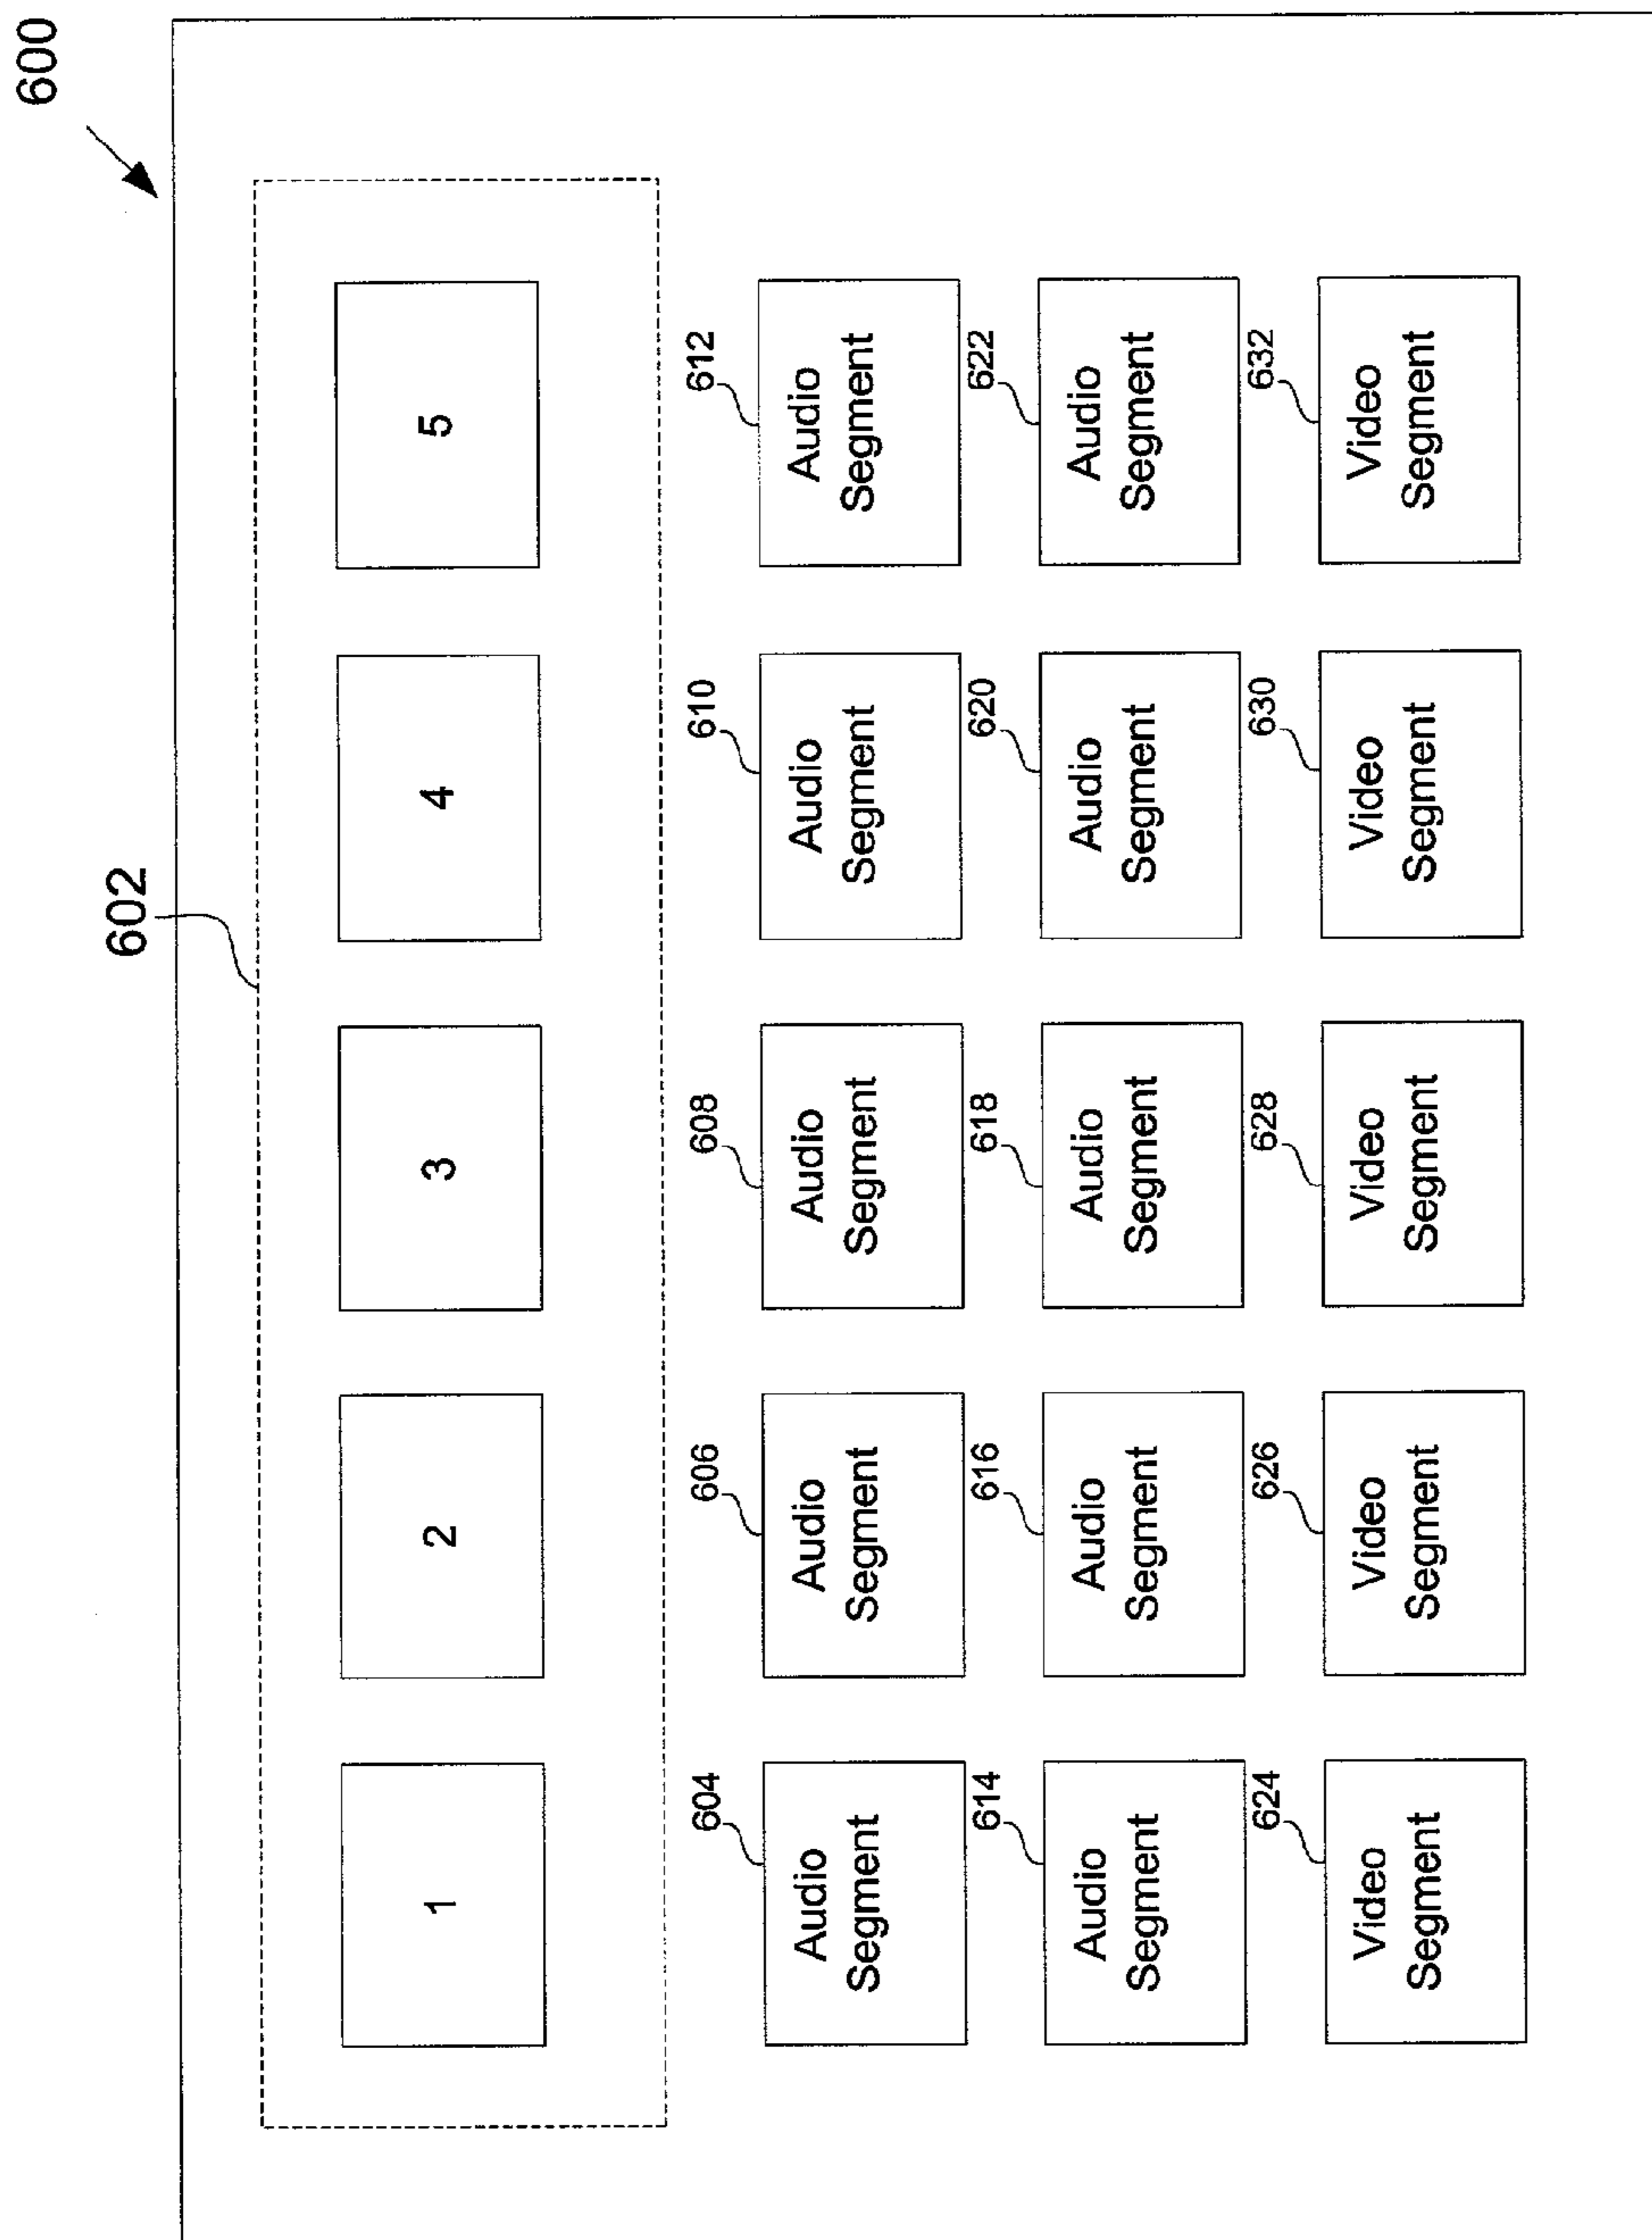 600
602
1
2
3
4
5
604
606
608
610
612
Audio
Segment
Audio
Segment
Audio
Segment
Audio
Segment
Audio
Segment
614
616
618
620
622
Audio
Segment
Audio
Segment
Audio
Segment
Audio
Segment
Audio
Segment
624
626
628
630
632
Video
Segment
Video
Segment
Video
Segment
Video
Segment
Video
Segment